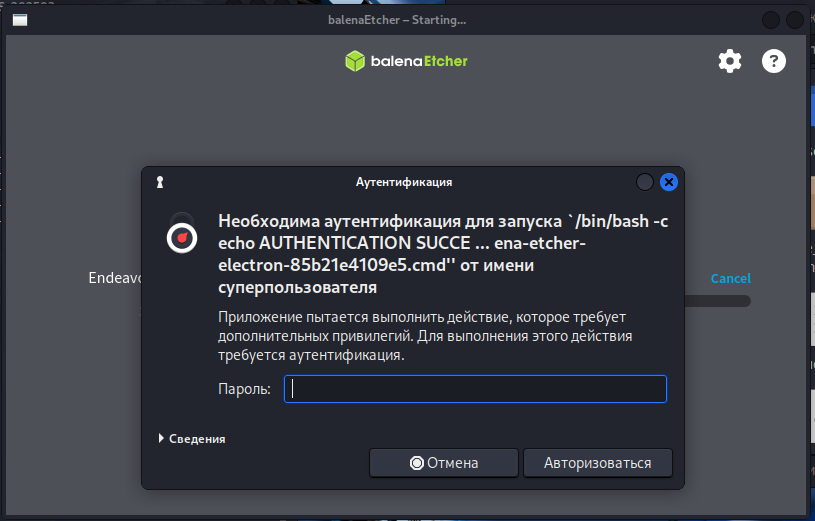 balenaEtcher – Starting...
balenaEtcher
Аутентификация
Необходима аутентификация для запуска `/bin/bash -c
echo AUTHENTICATION SUCCE ... ena-etcher-
electron-85b21e4109e5.cmd'' от имени
суперпользователя
Endeavo
Cancel
Приложение пытается выполнить действие, которое требует
дополнительных привилегий. Для выполнения этого действия
требуется аутентификация.
Пароль:
Сведения
Отмена
Авторизоваться